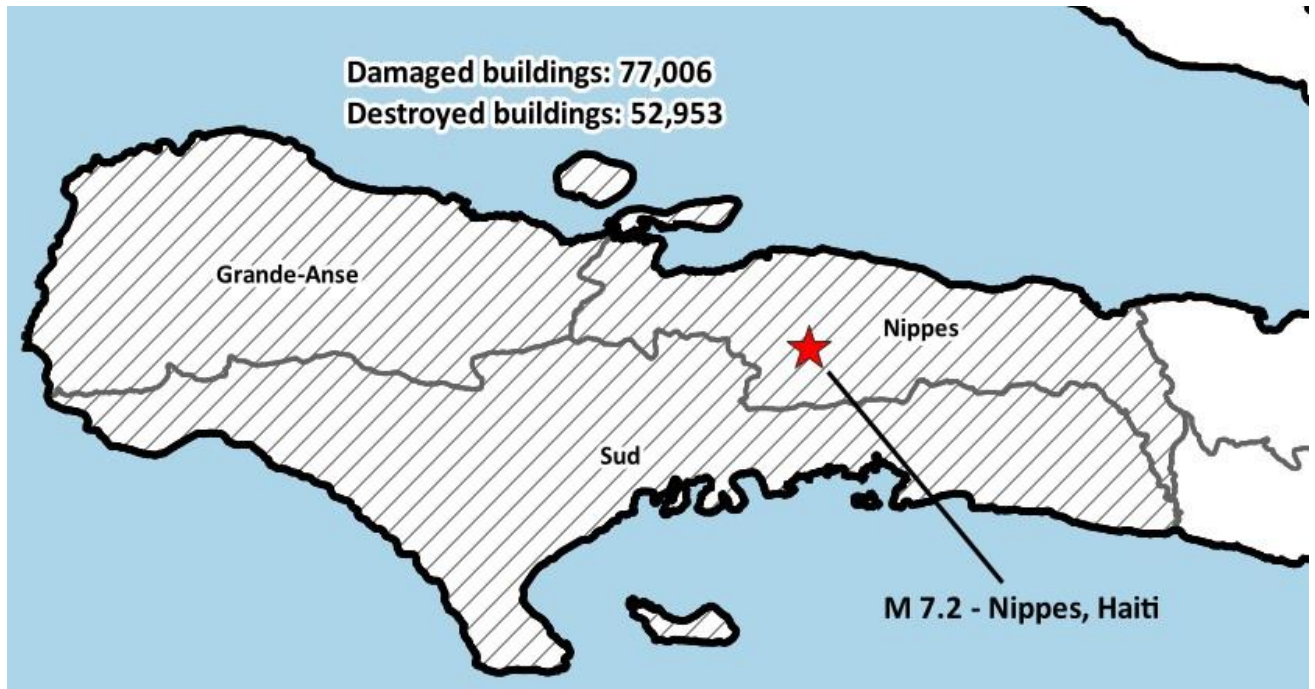 Damaged buildings: 77,006
Destroyed buildings: 52,953
Grande-Anse
Nippes
Sud
M 7.2 - Nippes, Haiti